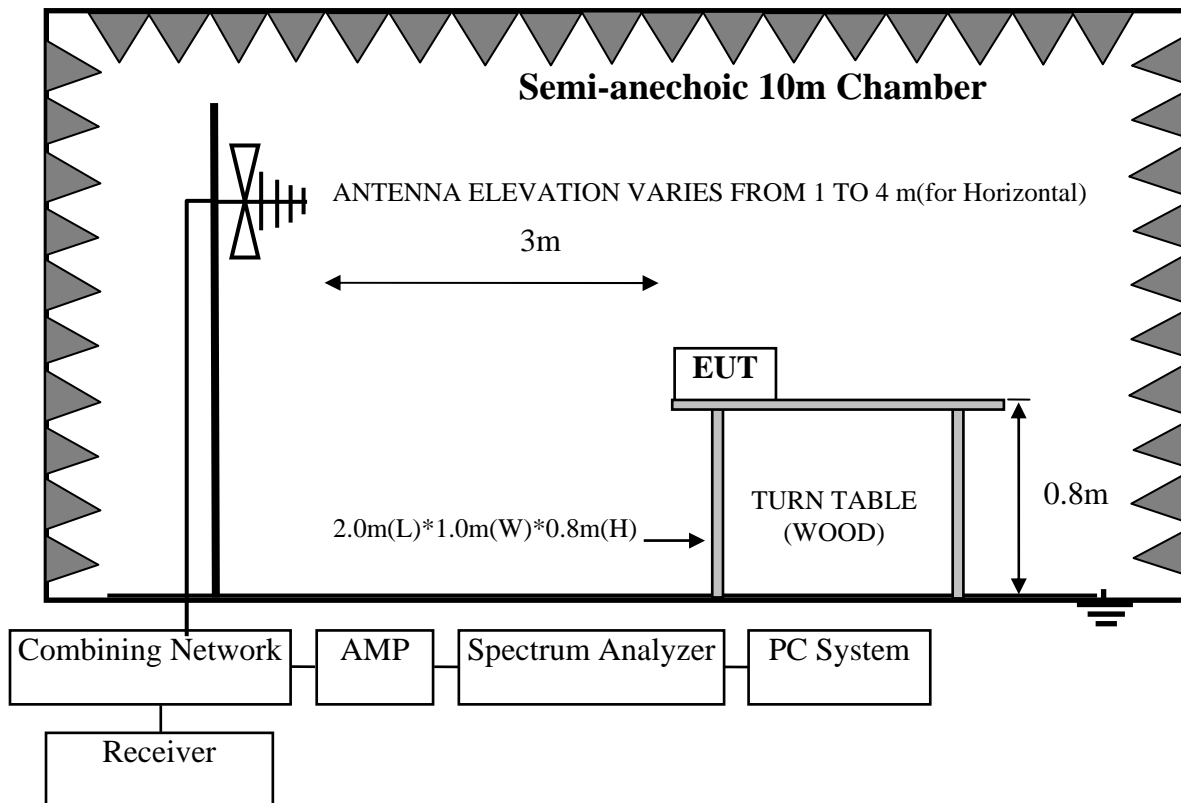 Semi-anechoic 10m Chamber
ANTENNA ELEVATION VARIES FROM 1 TO 4 m(for Horizontal)
3m
EUT
TURN TABLE
(WOOD)
0.8m
2.0m(L)*1.0m(W)*0.8m(H)
Combining Network
AMP
Spectrum Analyzer
PC System
Receiver